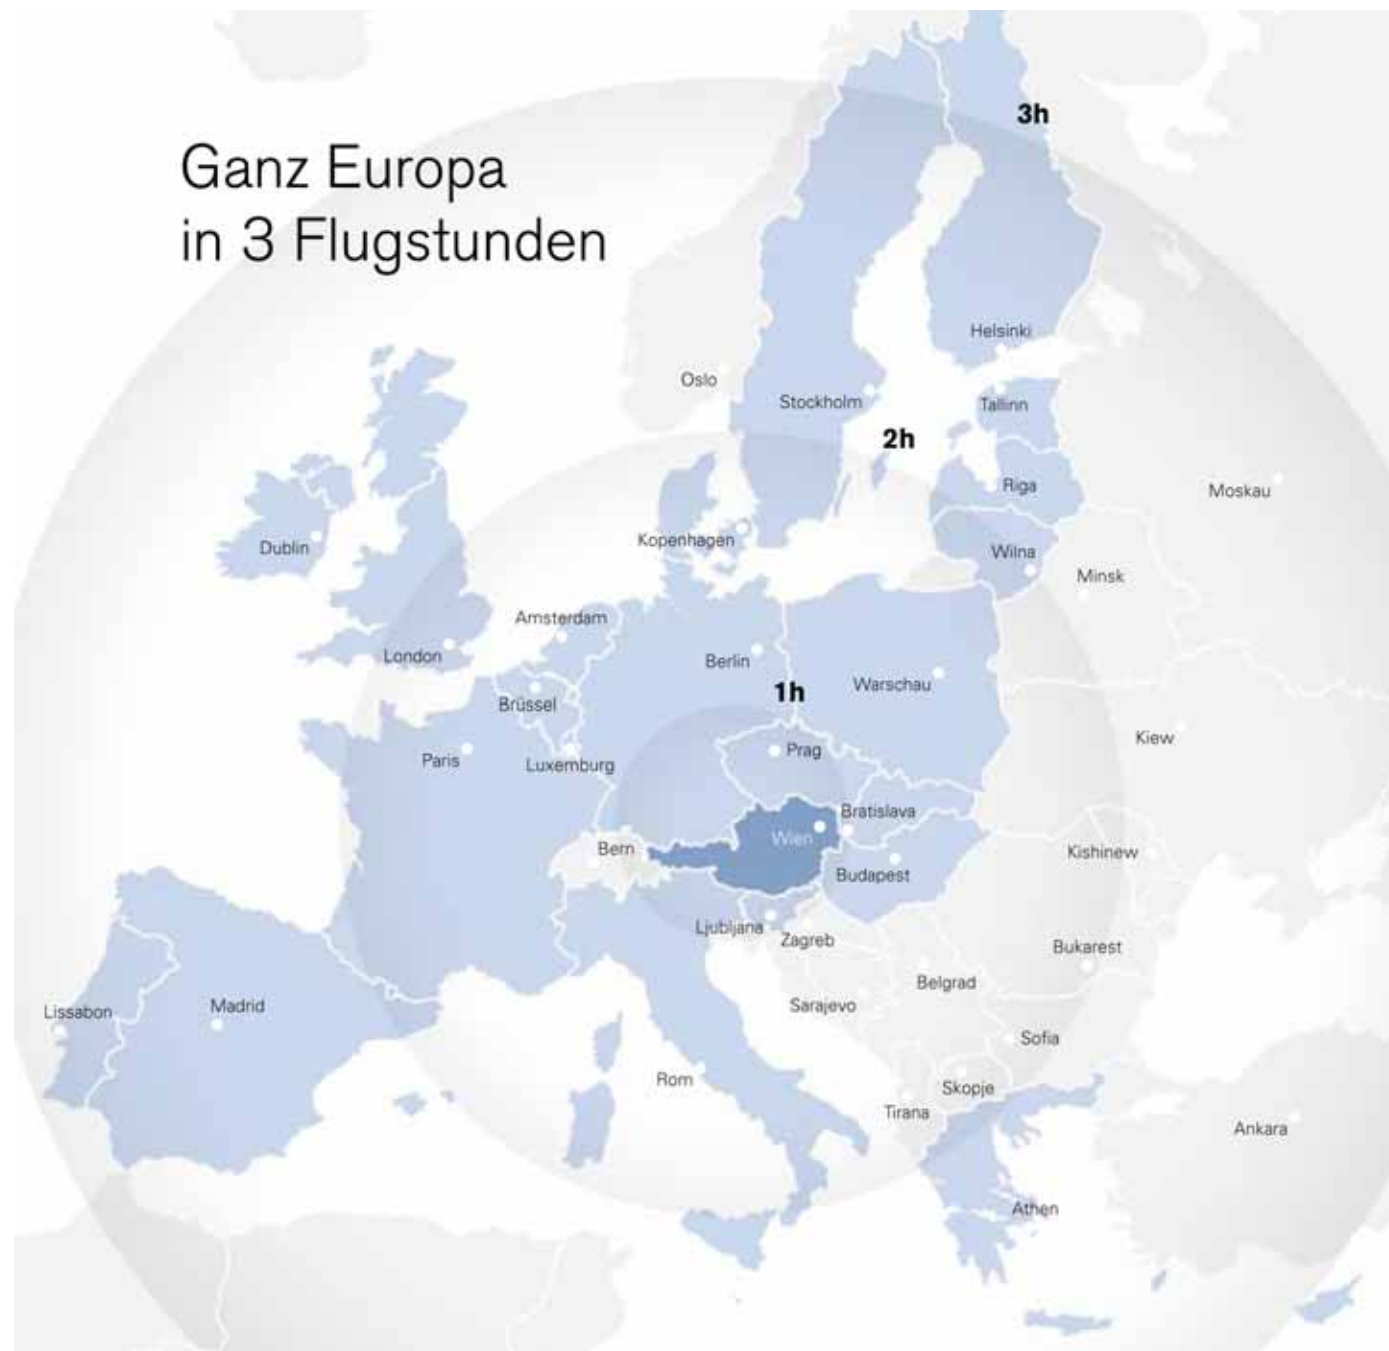 Ganz Europa
in 3 Flugstunden
3h
Helsinki
Oslo
Stockholm
Tallinn
2h
Riga
Moskau
Kopenhagen
Dublin
Wilna
Minsk
Amsterdam
London
Berlin
Warschau
1h
Brüssel
Kiew
Prag
Paris
Luxemburg
Bratislava
Wien
Bern
Kishinew
Budapest
Ljubljana
Zagreb
Bukarest
Belgrad
Sarajevo
Madrid
Lissabon
Sofia
Rom
Skopje
Tirana
Ankara
Athen